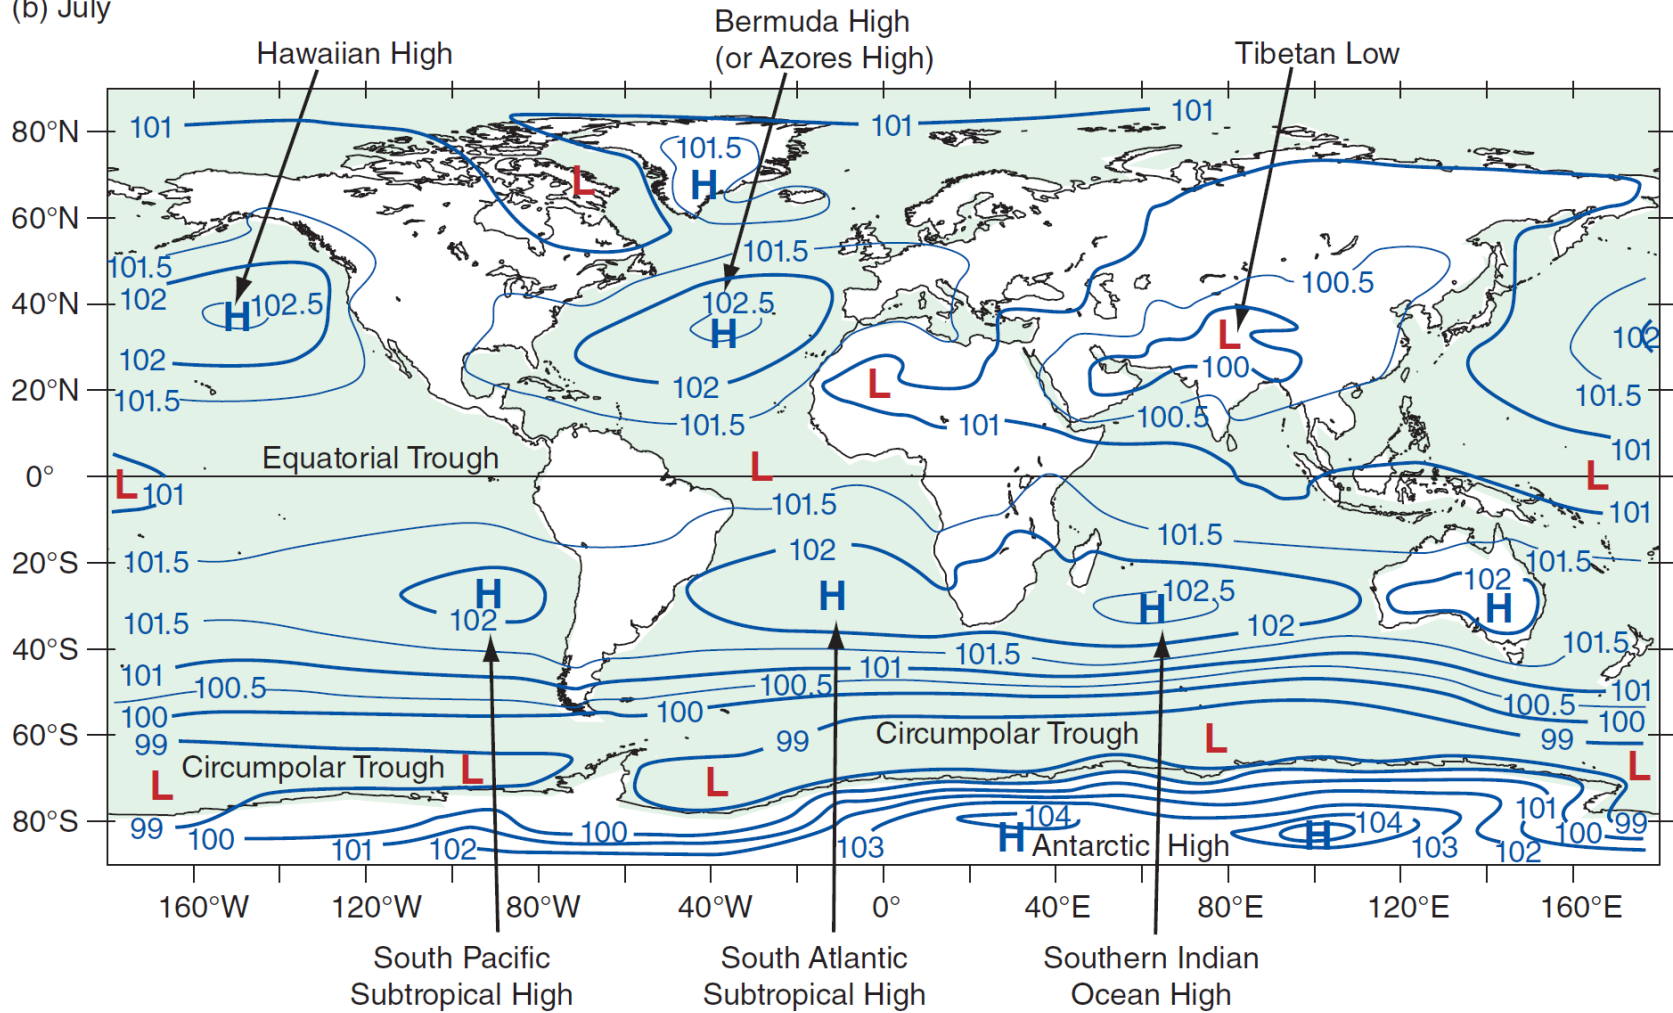 (b) July
Bermuda High
(or Azores High)
Hawaiian High
Tibetan Low
101 101 101
80°N
101.5
H
L
60°N
101.5 101.5
100.5
102 102.5 102.5
40°N
H H L 102
102 100
20°N
102 L 101.5
101.5 101.5 101 100.5
101
Equatorial Trough L L
0°
L 101 101.5 101
101.5 102 101.5 101.5
20°S
H H H 102.5 102 H
102 102
101.5 101.5 101.5
40°S
101 101
100.5 100.5 100.5 101
100 100 100
60°S
99 99 Circumpolar Trough L 99
L Circumpolar Trough L L L
80°S
99 100 101 102 100 103 H 104 Antarctic High H 104 103 102 101 100 99
160°W 120°W 80°W 40°W 0° 40°E 80°E 120°E 160°E
South Pacific
Subtropical High
South Atlantic
Subtropical High
Southern Indian
Ocean High